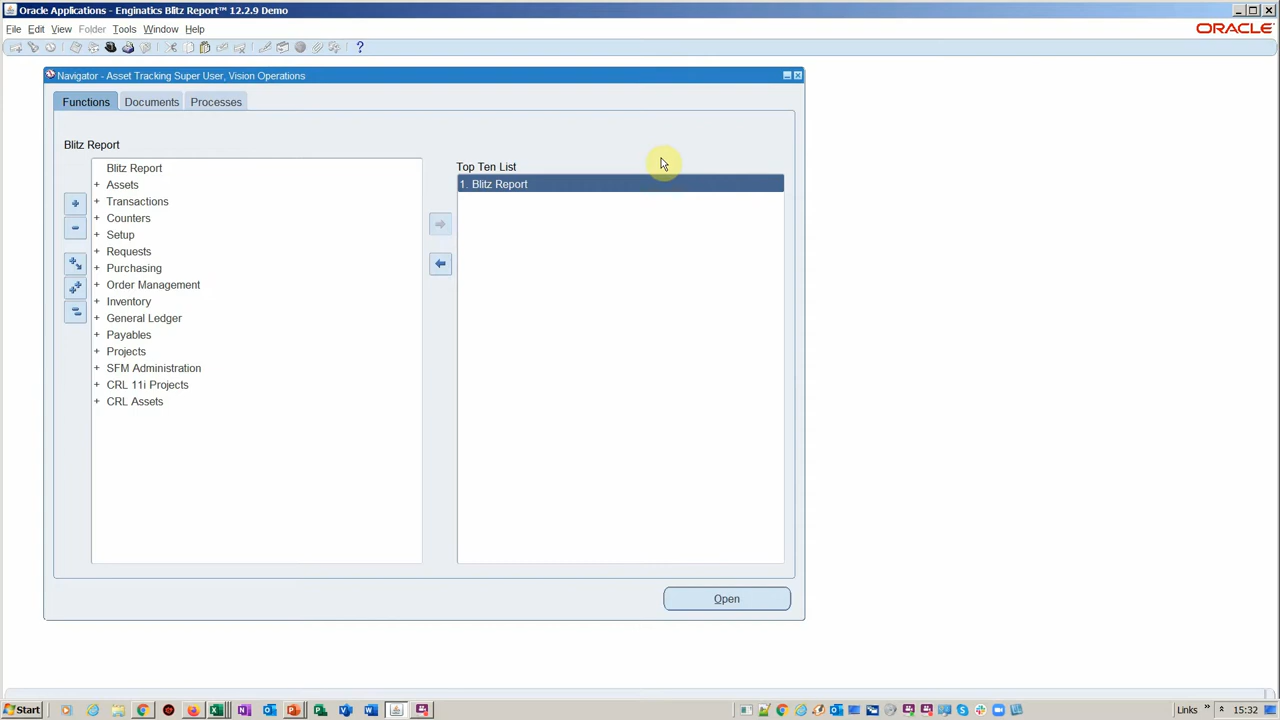 Oracle Applications - Enginatics Blitz Report™ 12.2.9 Demo
File Edit View Folder Tools Window Help
ORACLE
Navigator - Asset Tracking Super User, Vision Operations
Functions Documents Processes
Blitz Report
Top Ten List
Blitz Report
1. Blitz Report
+ Assets
+ Transactions
+ Counters
+ Setup
+ Requests
+ Purchasing
+ Order Management
+ Inventory
+ General Ledger
+ Payables
+ Projects
+ SFM Administration
+ CRL 11i Projects
+ CRL Assets
Open
Start
Links » 15:32